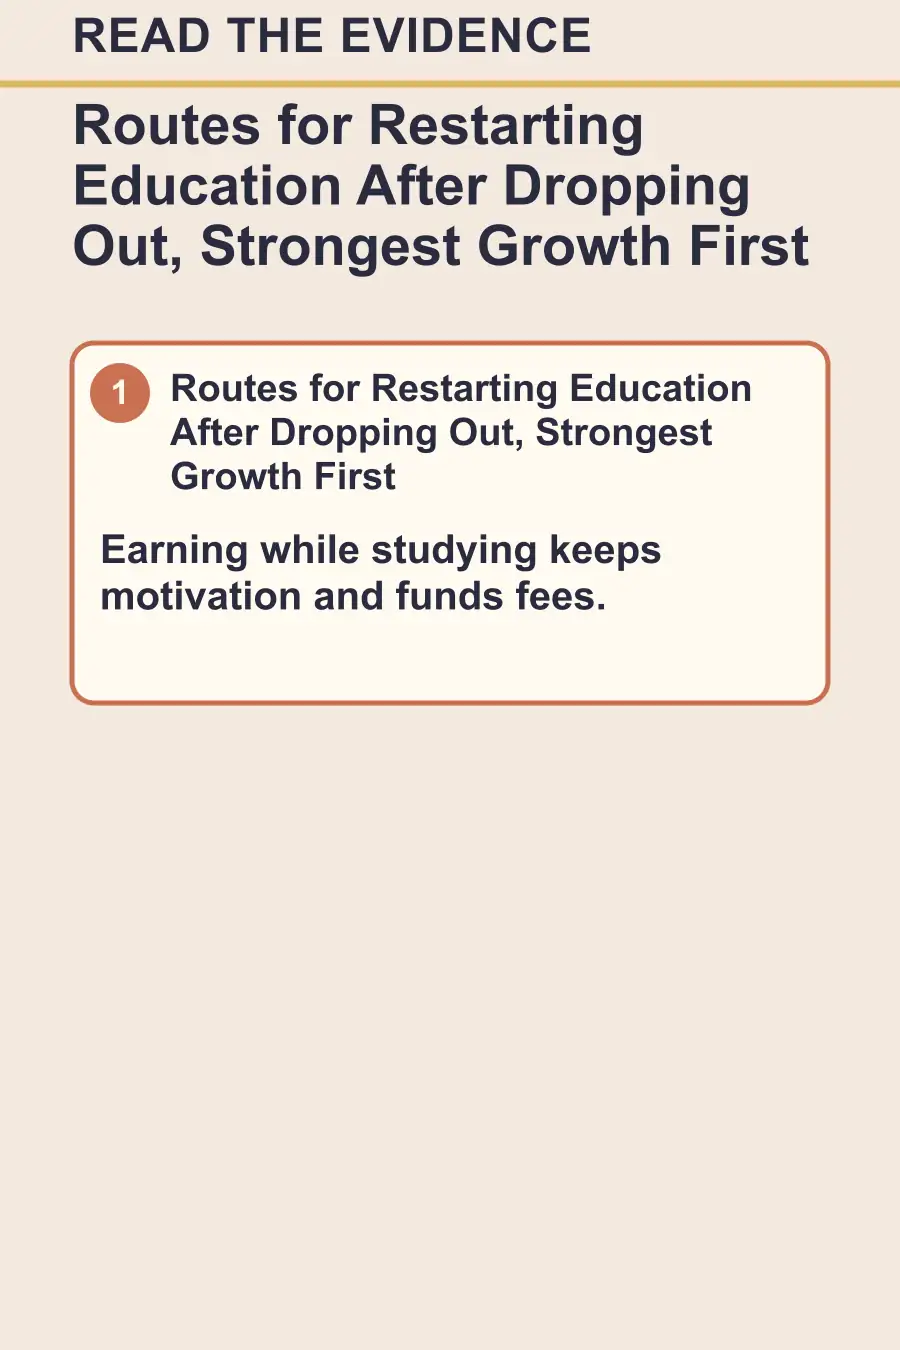 READ THE EVIDENCE
Routes for Restarting
Education After Dropping
Out, Strongest Growth First
1
Routes for Restarting Education
After Dropping Out, Strongest
Growth First
Earning while studying keeps
motivation and funds fees.